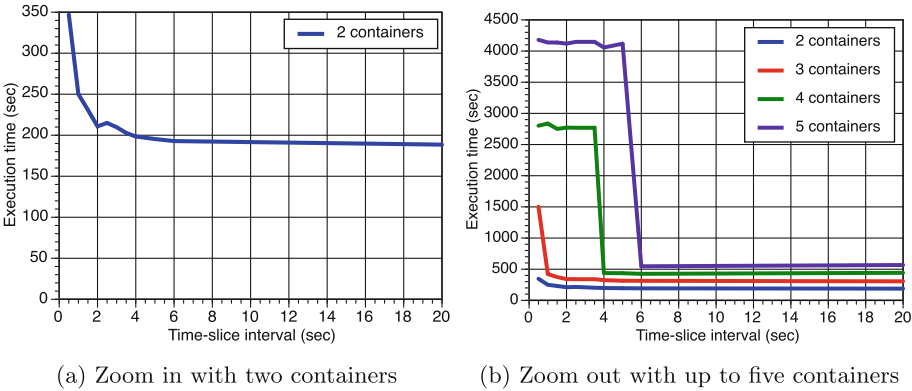 350
300
250
200
150
100
50
0
Execution time (sec)
2 containers
0 2 4 6 8 10 12 14 16 18 20
Time-slice interval (sec)
(a) Zoom in with two containers
4500
4000
3500
3000
2500
2000
1500
1000
500
0
Execution time (sec)
2 containers
3 containers
4 containers
5 containers
0 2 4 6 8 10 12 14 16 18 20
Time-slice interval (sec)
(b) Zoom out with up to five containers